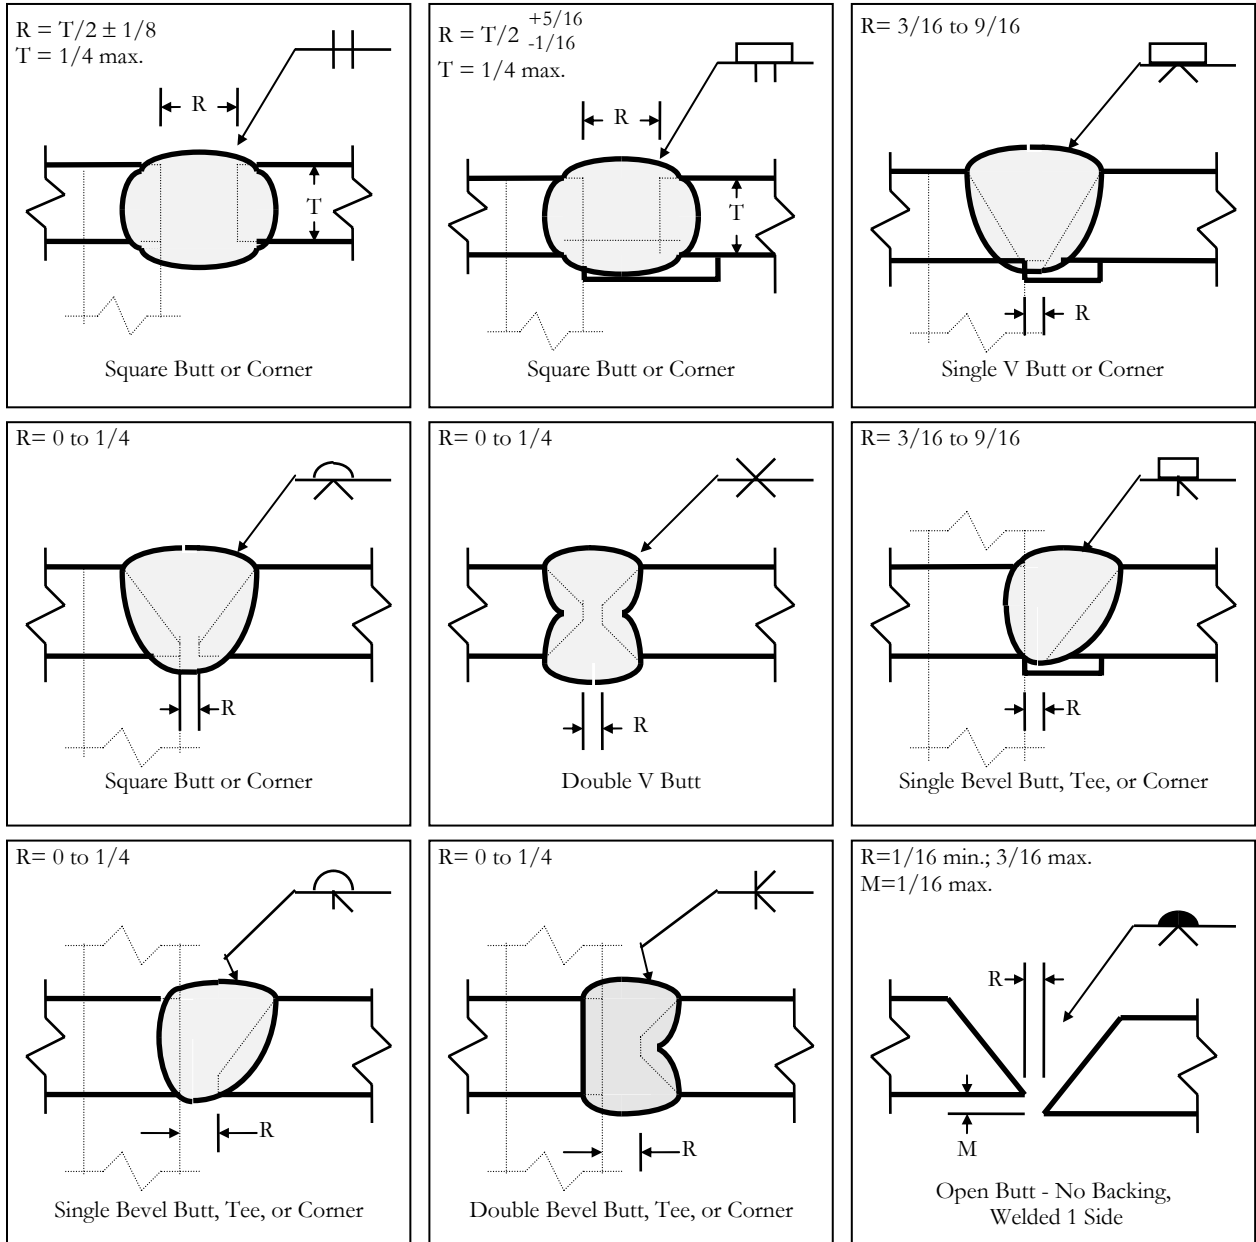 R = T/2 ± 1/8
T = 1/4 max.
R
T
Square Butt or Corner
R = T/2 +5/16 -1/16
T = 1/4 max.
R
T
Square Butt or Corner
R= 3/16 to 9/16
R
Single V Butt or Corner
R= 0 to 1/4
R
Square Butt or Corner
R= 0 to 1/4
R
Double V Butt
R= 3/16 to 9/16
R
Single Bevel Butt, Tee, or Corner
R= 0 to 1/4
R
Single Bevel Butt, Tee, or Corner
R= 0 to 1/4
R
Double Bevel Butt, Tee, or Corner
R=1/16 min.; 3/16 max.
M=1/16 max.
R
M
Open Butt - No Backing,
Welded 1 Side